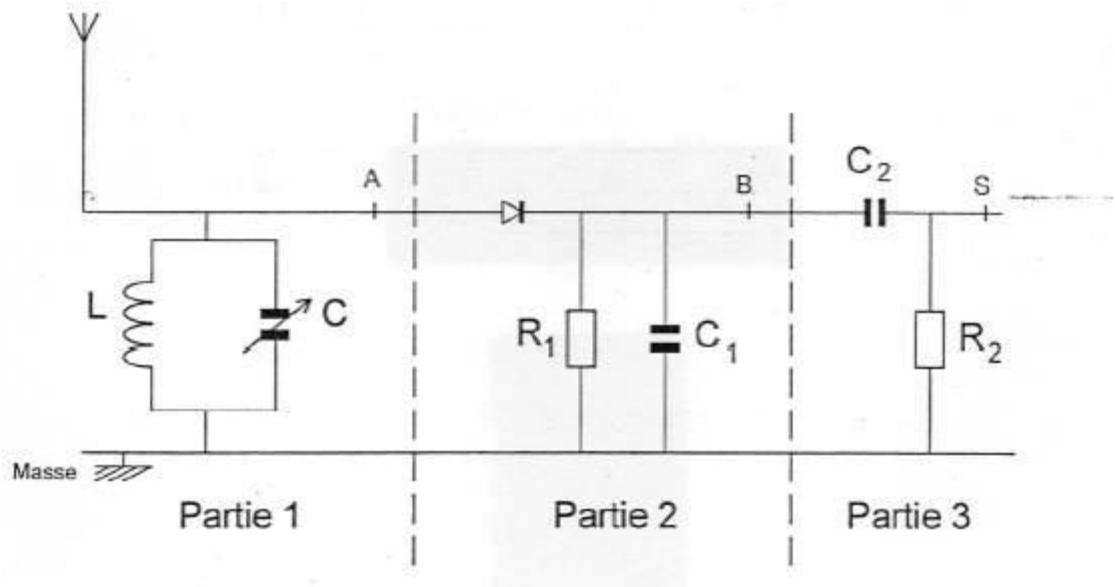 A
B
C₂
S
L
C
R₁
C₁
R₂
Masse
Partie 1
Partie 2
Partie 3